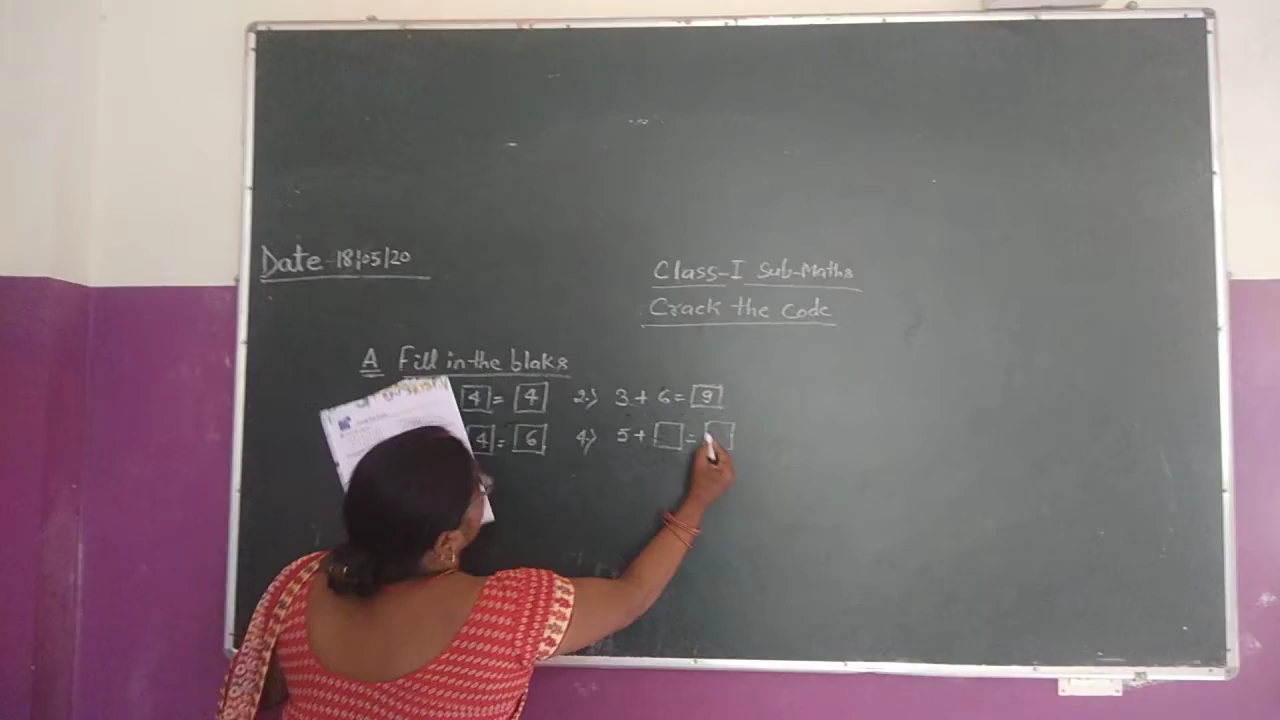 Date - 18/05/20
Class-I Sub-Maths
Crack the Code
A Fill in the blaks
4 = 4 2.) 3 + 6 = 9
4 = 6 4.) 5 + =